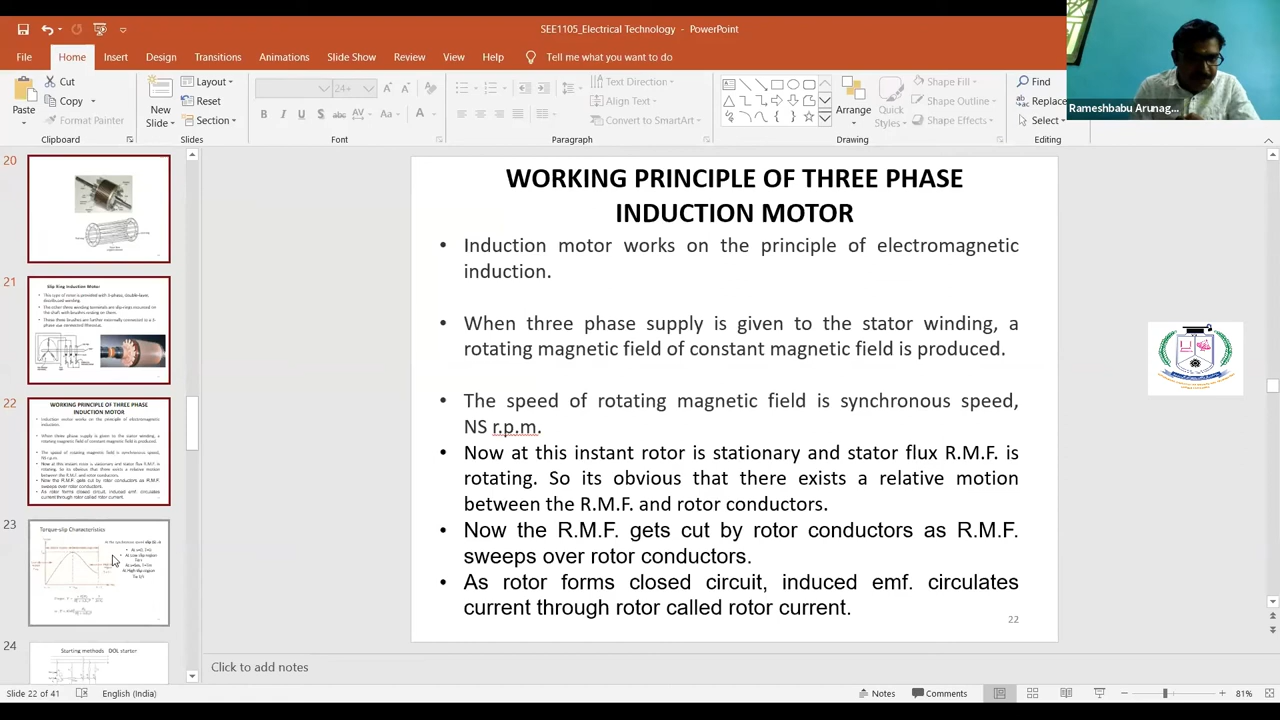 SEE1105_Electrical Technology - PowerPoint
File Home Insert Design Transitions Animations Slide Show Review View Help Tell me what you want to do
Rameshbabu Arunag...
Paste
Cut
Copy
Format Painter
Clipboard
New
Slide
Layout
Reset
Section
Slides
24+
B I U S abc AV Aa A
Font
Text Direction
Align Text
Convert to SmartArt
Paragraph
Arrange
Quick
Styles
Shape Fill
Shape Outline
Shape Effects
Drawing
Find
Replace
Select
Editing
20
21
Slip Ring Induction Motor
22
WORKING PRINCIPLE OF THREE PHASE
INDUCTION MOTOR
23
Torque-slip Characteristics
24
Starting methods DOL starter
WORKING PRINCIPLE OF THREE PHASE
INDUCTION MOTOR
• Induction motor works on the principle of electromagnetic
induction.
• When three phase supply is given to the stator winding, a
rotating magnetic field of constant magnetic field is produced.
• The speed of rotating magnetic field is synchronous speed,
NS r.p.m.
• Now at this instant rotor is stationary and stator flux R.M.F. is
rotating. So its obvious that there exists a relative motion
between the R.M.F. and rotor conductors.
• Now the R.M.F. gets cut by rotor conductors as R.M.F.
sweeps over rotor conductors.
• As rotor forms closed circuit, induced emf. circulates
current through rotor called rotor current.
22
Click to add notes
Slide 22 of 41 English (India) Notes Comments 81%